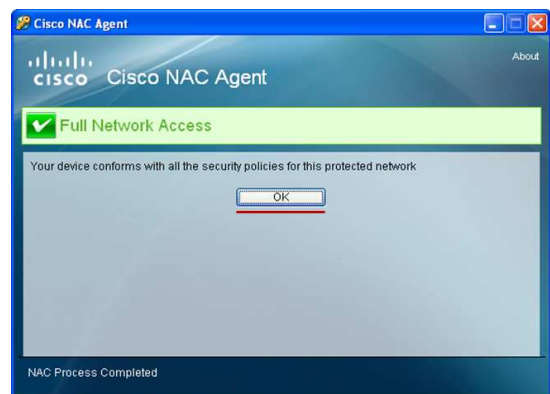 Cisco NAC Agent
About
CISCO Cisco NAC Agent
Full Network Access
Your device conforms with all the security policies for this protected network
OK
NAC Process Completed